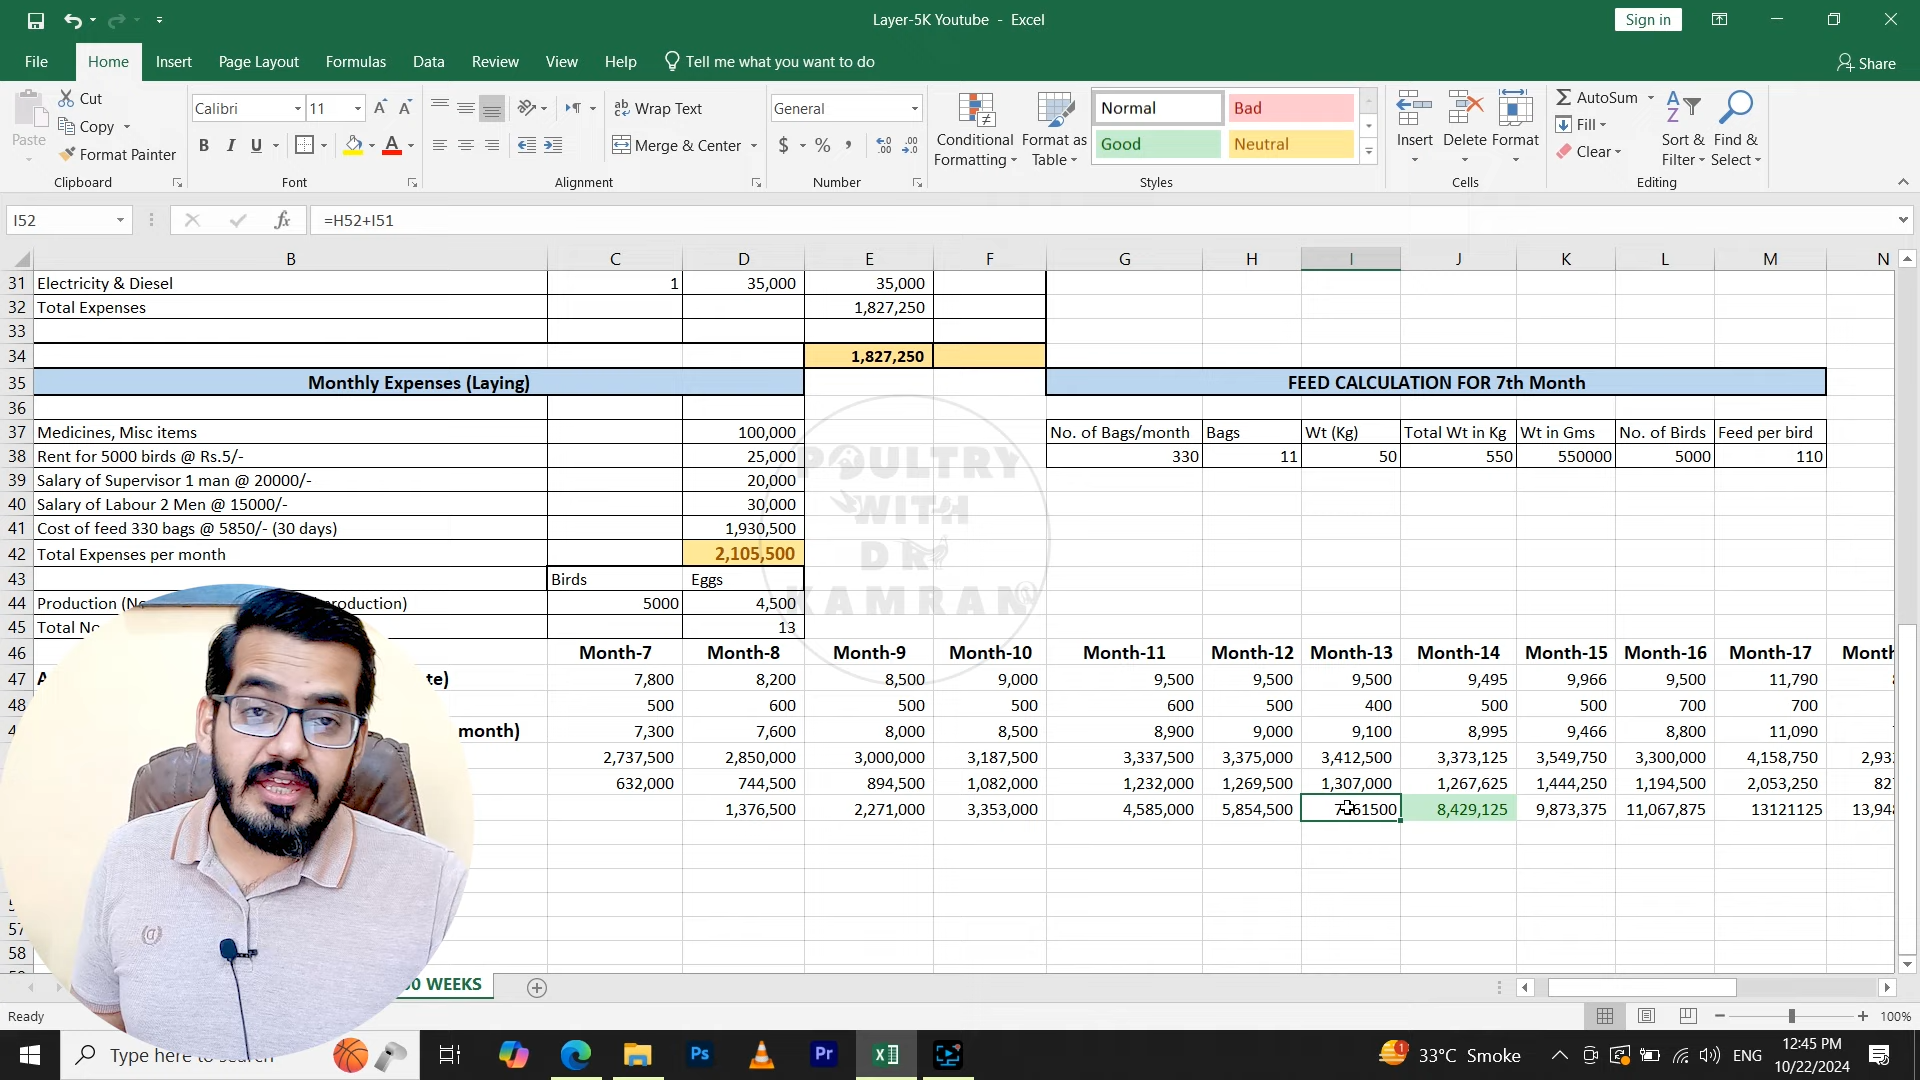 Layer-5K Youtube - Excel
Sign in
File Home Insert Page Layout Formulas Data Review View Help Tell me what you want to do Share
Paste Cut Copy Format Painter
Calibri 11
B I U A
Wrap Text
Merge & Center
General
$ %
Conditional Formatting
Format as Table
Normal Bad
Good Neutral
Insert Delete Format
AutoSum
Fill
Clear
Sort & Filter
Find & Select
Clipboard Font Alignment Number Styles Cells Editing
I52 fx =H52+I51
B C D E F G H I J K L M N
31 Electricity & Diesel 1 35,000 35,000
32 Total Expenses 1,827,250
33
34 1,827,250
35 Monthly Expenses (Laying) FEED CALCULATION FOR 7th Month
36
37 Medicines, Misc items 100,000 No. of Bags/month Bags Wt (Kg) Total Wt in Kg Wt in Gms No. of Birds Feed per bird
38 Rent for 5000 birds @ Rs.5/- 25,000 330 11 50 550 550000 5000 110
39 Salary of Supervisor 1 man @ 20000/- 20,000
40 Salary of Labour 2 Men @ 15000/- 30,000
41 Cost of feed 330 bags @ 5850/- (30 days) 1,930,500
42 Total Expenses per month 2,105,500
43 Birds Eggs
44 Production 5000 4,500
45 Total 13
46 Month-7 Month-8 Month-9 Month-10 Month-11 Month-12 Month-13 Month-14 Month-15 Month-16 Month-17
47 7,800 8,200 8,500 9,000 9,500 9,500 9,500 9,495 9,966 9,500 11,790
48 500 600 500 500 600 500 400 500 500 700 700
month) 7,300 7,600 8,000 8,500 8,900 9,000 9,100 8,995 9,466 8,800 11,090
2,737,500 2,850,000 3,000,000 3,187,500 3,337,500 3,375,000 3,412,500 3,373,125 3,549,750 3,300,000 4,158,750
632,000 744,500 894,500 1,082,000 1,232,000 1,269,500 1,307,000 1,267,625 1,444,250 1,194,500 2,053,250
1,376,500 2,271,000 3,353,000 4,585,000 5,854,500 8,429,125 9,873,375 11,067,875 13121125
57
58
POULTRY
WITH
DR
KAMRAN
WEEKS
Ready 100%
Type here to search
Ps Pr
33°C Smoke ENG
12:45 PM
10/22/2024